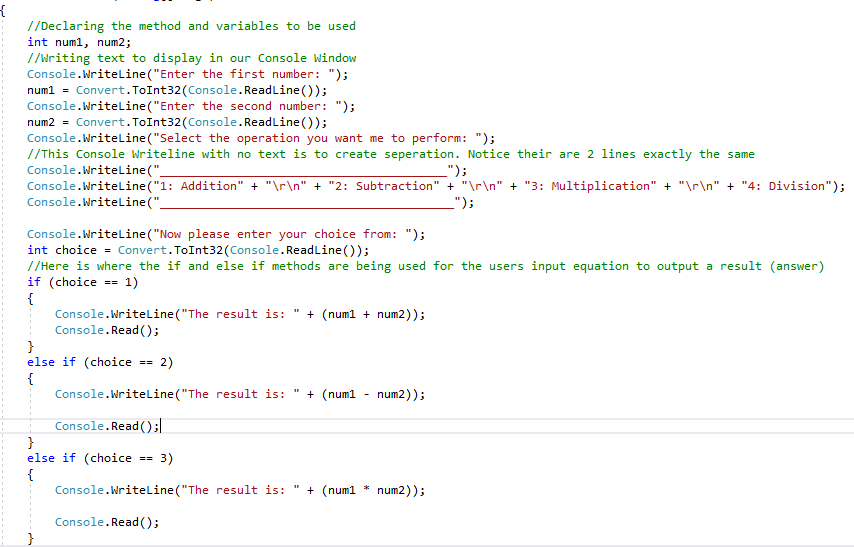 {
//Declaring the method and variables to be used
int num1, num2;
//Writing text to display in our Console Window
Console.WriteLine("Enter the first number: ");
num1 = Convert.ToInt32(Console.ReadLine());
Console.WriteLine("Enter the second number: ");
num2 = Convert.ToInt32(Console.ReadLine());
Console.WriteLine("Select the operation you want me to perform: ");
//This Console Writeline with no text is to create seperation. Notice their are 2 lines exactly the same
Console.WriteLine("_________________________________________");
Console.WriteLine("1: Addition" + "\r\n" + "2: Subtraction" + "\r\n" + "3: Multiplication" + "\r\n" + "4: Division");
Console.WriteLine("__________________________________________");
Console.WriteLine("Now please enter your choice from: ");
int choice = Convert.ToInt32(Console.ReadLine());
//Here is where the if and else if methods are being used for the users input equation to output a result (answer)
if (choice == 1)
{
Console.WriteLine("The result is: " + (num1 + num2));
Console.Read();
}
else if (choice == 2)
{
Console.WriteLine("The result is: " + (num1 - num2));
Console.Read();
}
else if (choice == 3)
{
Console.WriteLine("The result is: " + (num1 * num2));
Console.Read();
}